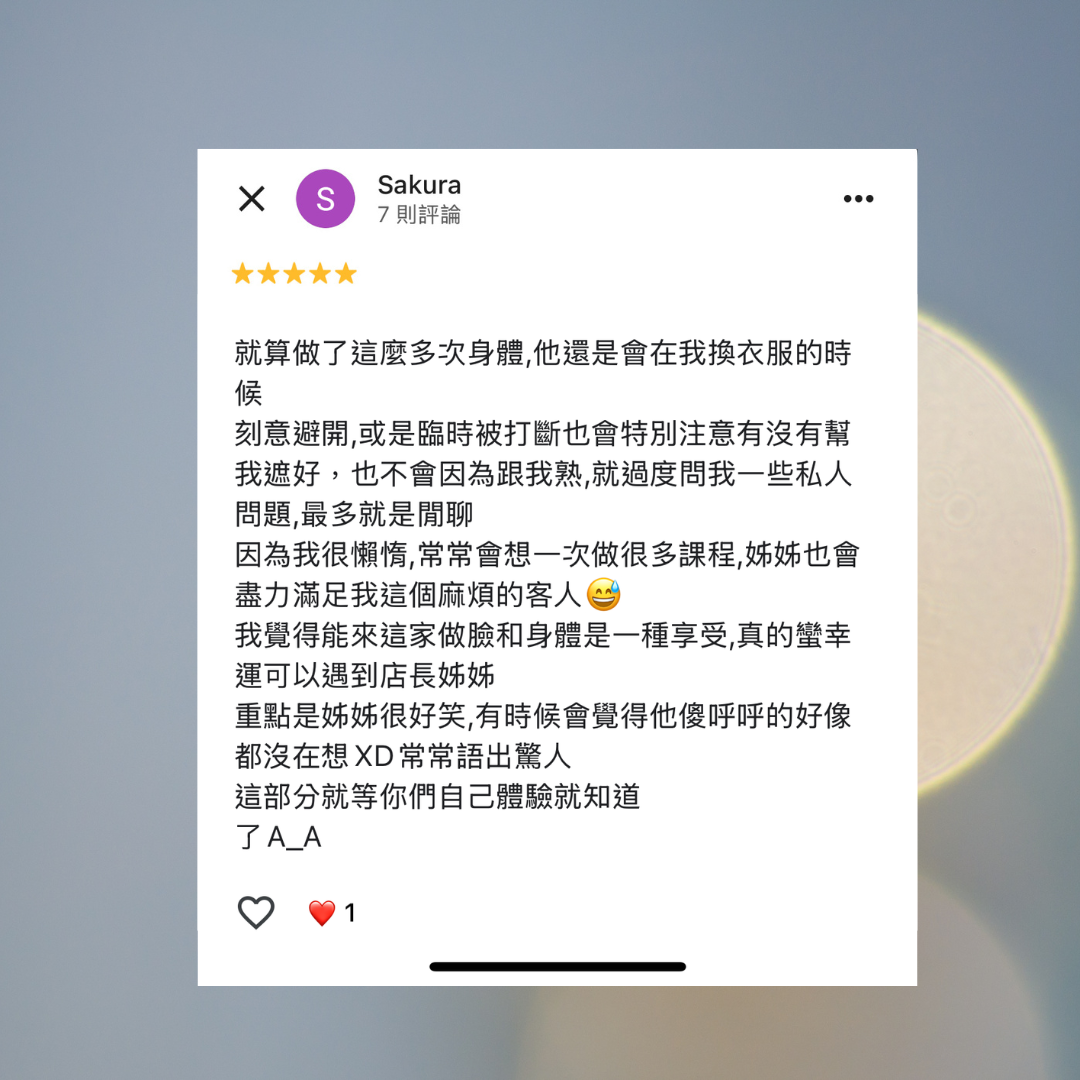 S
Sakura
7 則評論
就算做了這麼多次身體,他還是會在我換衣服的時
候
刻意避開,或是臨時被打斷也會特別注意有沒有幫
我遮好，也不會因為跟我熟,就過度問我一些私人
問題,最多就是閒聊
因為我很懶惰,常常會想一次做很多課程,姊姊也會
盡力滿足我這個麻煩的客人😅
我覺得能來這家做臉和身體是一種享受,真的蠻幸
運可以遇到店長姊姊
重點是姊姊很好笑,有時候會覺得他傻呼呼的好像
都沒在想XD常常語出驚人
這部分就等你們自己體驗就知道
了A_A
❤️ 1